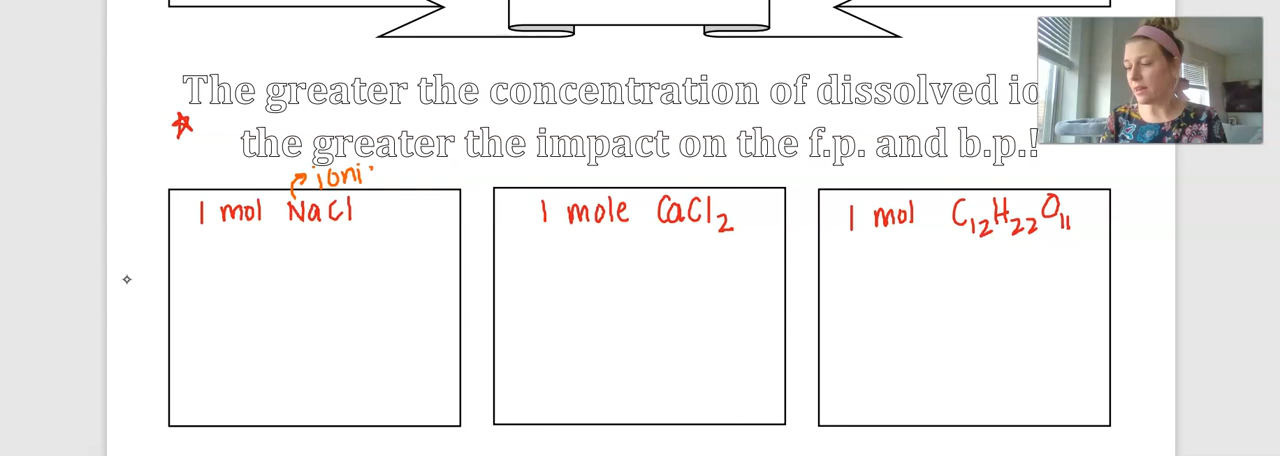 The greater the concentration of dissolved io
the greater the impact on the f.p. and b.p.!
ioni
1 mol NaCl
1 mole CaCl2
1 mol C12H22O11